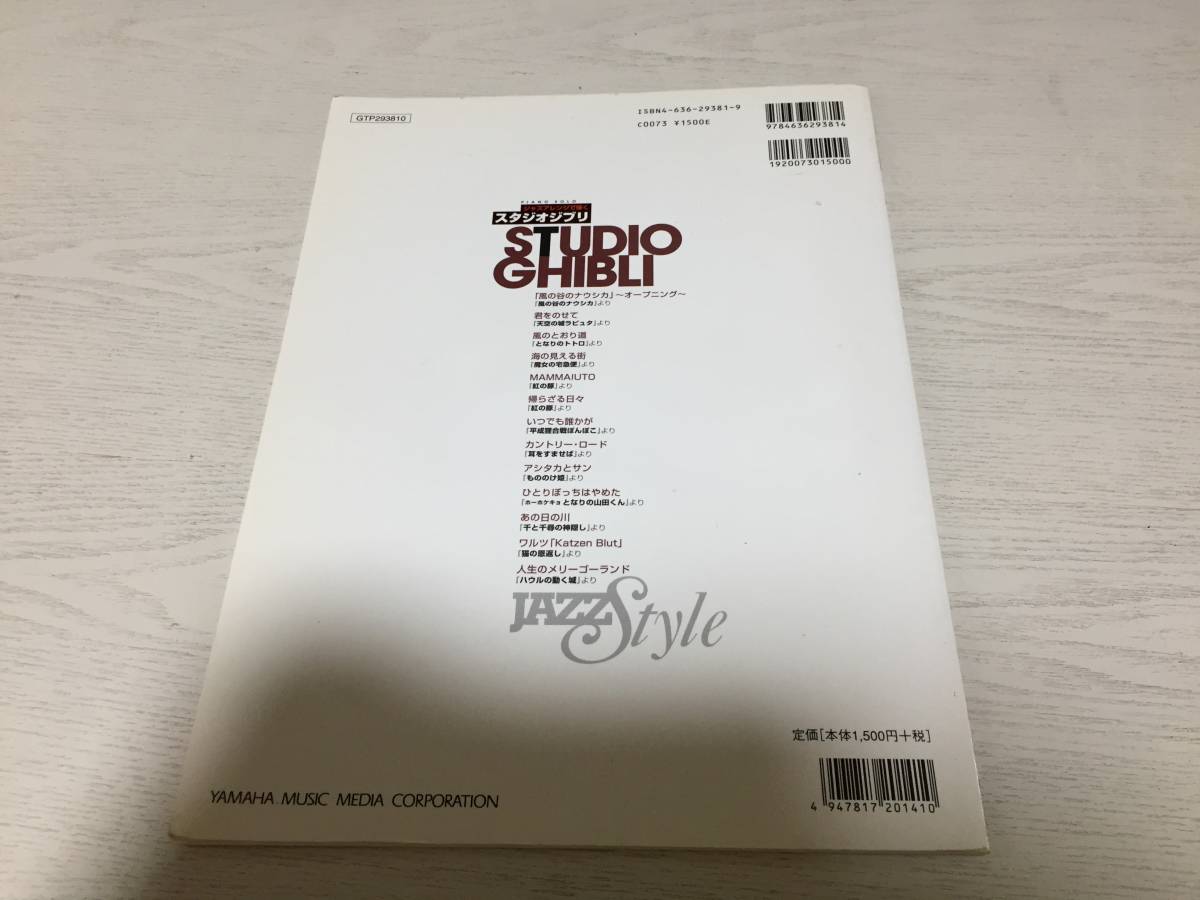 GTP293810
ISBN4-636-29381-9
C0073 ¥1500E
9784636293814
1920073015000
PIANO SOLO
ジャズアレンジで弾く
スタジオジブリ
STUDIO
GHIBLI
「風の谷のナウシカ」〜オープニング〜
『風の谷のナウシカ』より
君をのせて
『天空の城ラピュタ』より
風のとおり道
『となりのトトロ』より
海の見える街
『魔女の宅急便』より
MAMMAIUTO
『紅の豚』より
帰らざる日々
『紅の豚』より
いつでも誰かが
『平成狸合戦ぽんぽこ』より
カントリー・ロード
『耳をすませば』より
アシタカとサン
『もののけ姫』より
ひとりぼっちはやめた
『ホーホケキョ となりの山田くん』より
あの日の川
『千と千尋の神隠し』より
ワルツ「Katzen Blut」
『猫の恩返し』より
人生のメリーゴーランド
『ハウルの動く城』より
JAZZ Style
定価[本体1,500円+税]
YAMAHA MUSIC MEDIA CORPORATION
4 947817 201410